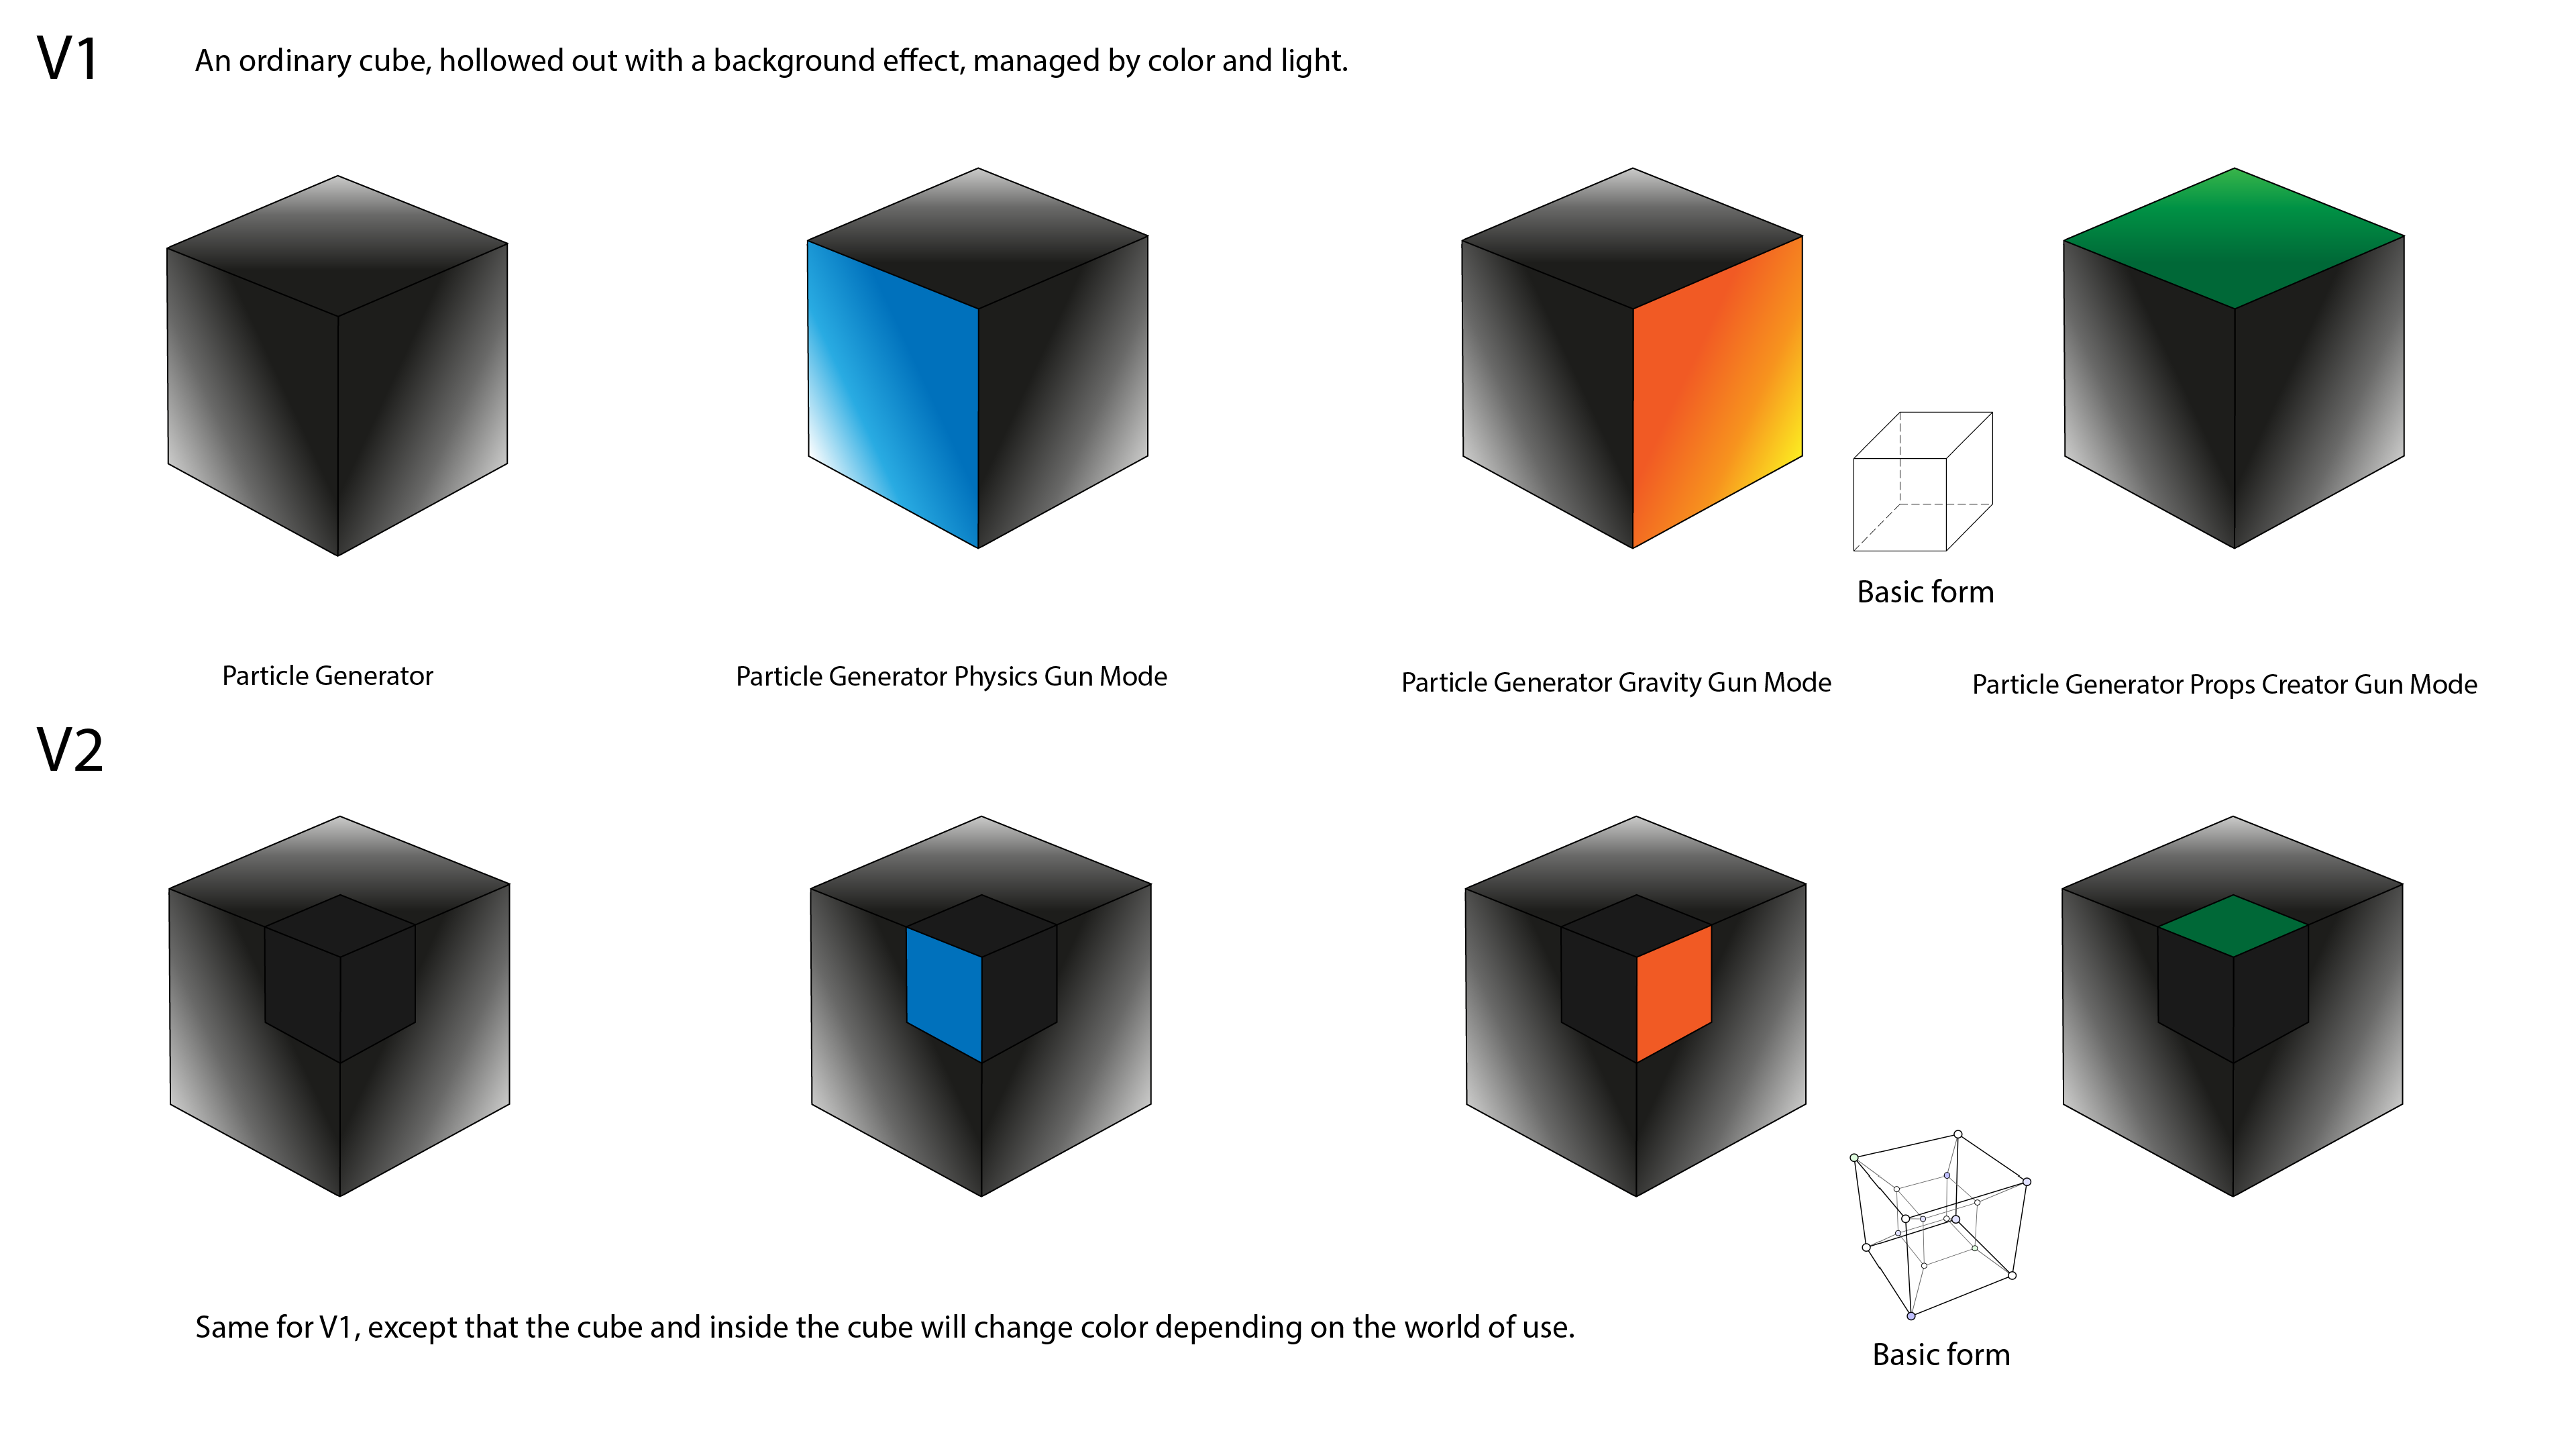 V1
An ordinary cube, hollowed out with a background effect, managed by color and light.
Basic form
Particle Generator
Particle Generator Physics Gun Mode
Particle Generator Gravity Gun Mode
Particle Generator Props Creator Gun Mode
V2
Same for V1, except that the cube and inside the cube will change color depending on the world of use.
Basic form